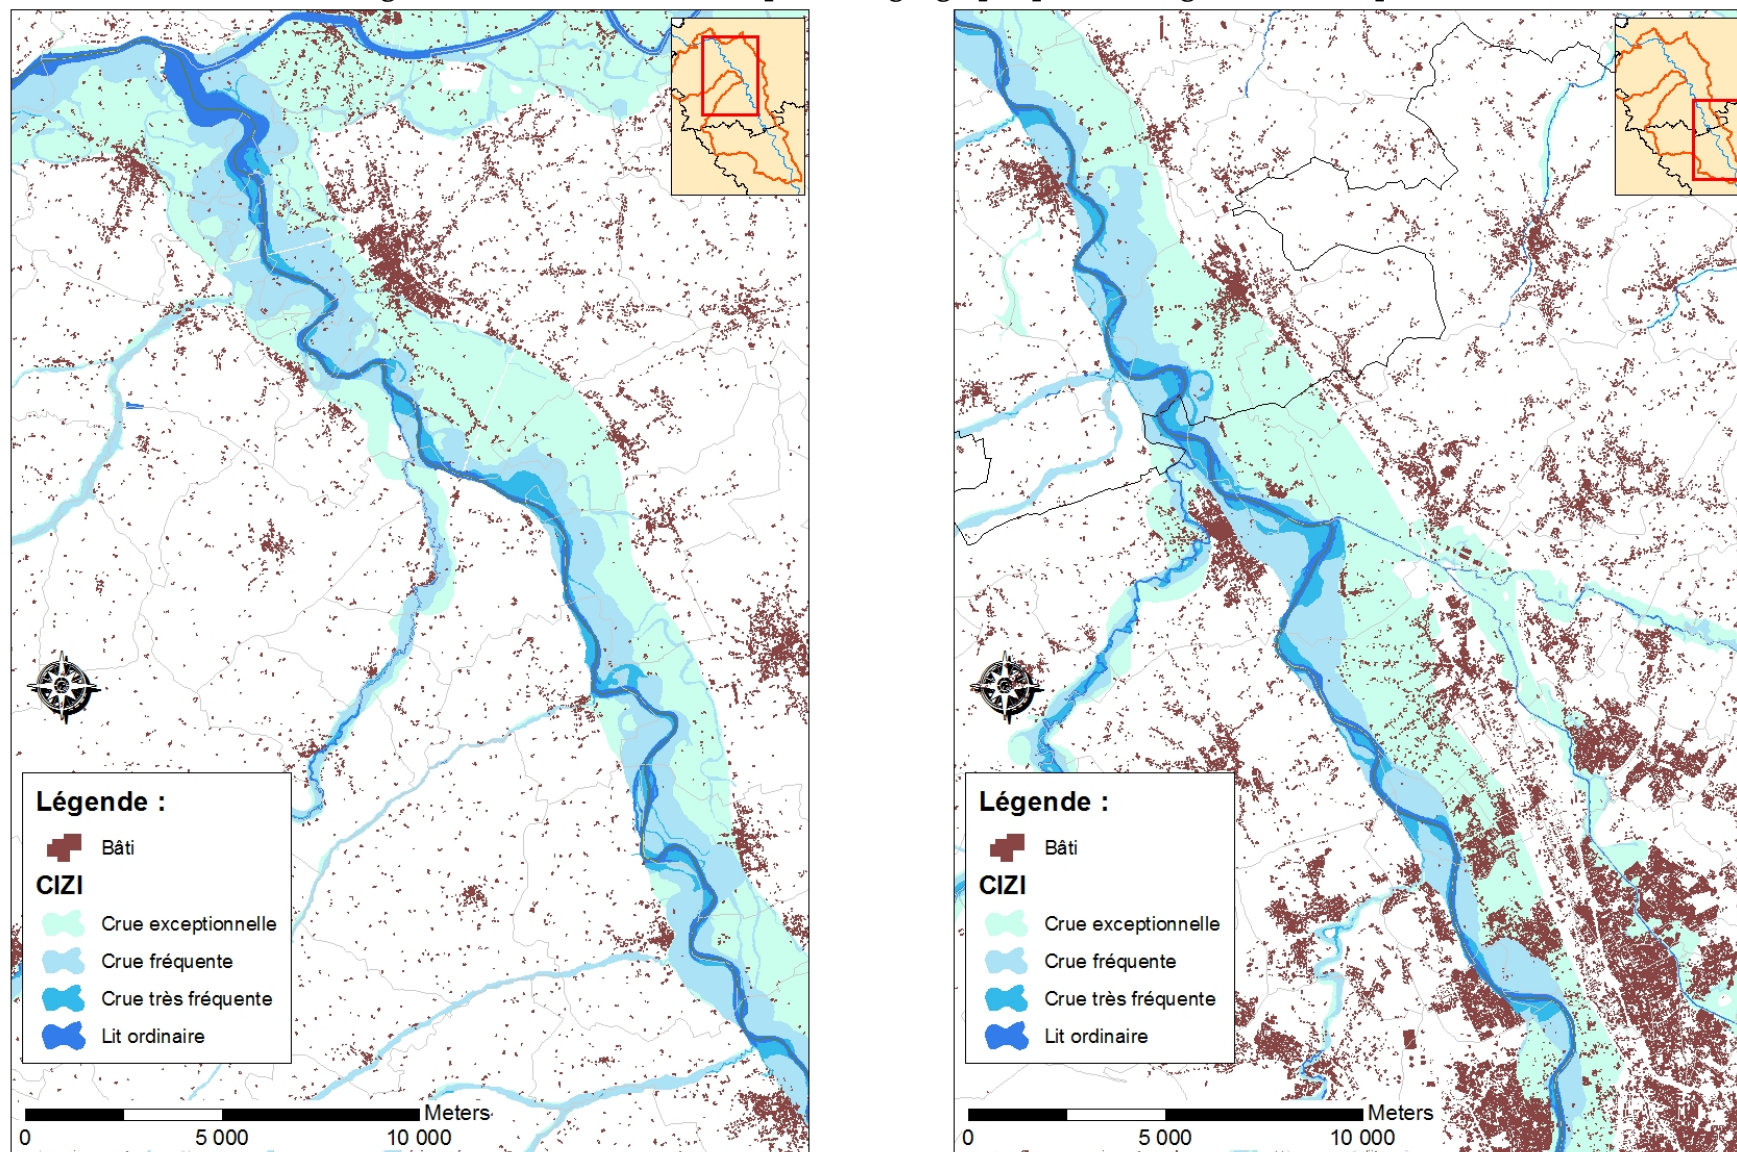 Légende :
Bâti
CIZI
Crue exceptionnelle
Crue fréquente
Crue très fréquente
Lit ordinaire
Meters
0 5 000 10 000
Légende :
Bâti
CIZI
Crue exceptionnelle
Crue fréquente
Crue très fréquente
Lit ordinaire
Meters
0 5 000 10 000